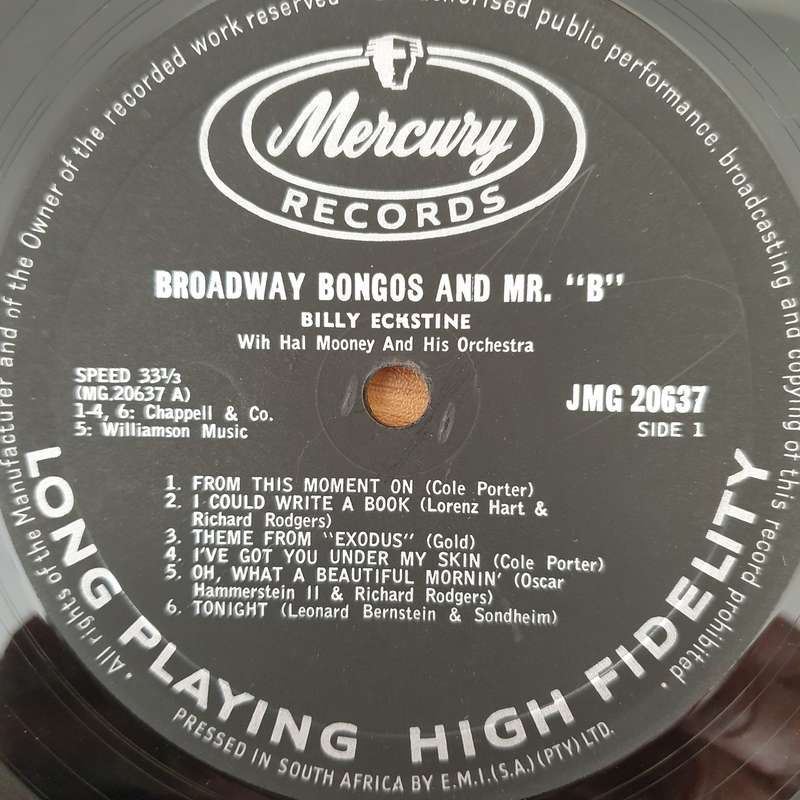 Mercury
RECORDS
BROADWAY BONGOS AND MR. "B"
BILLY ECKSTINE
Wih Hal Mooney And His Orchestra
SPEED 33⅓
(MG.20637 A)
1-4, 6: Chappell & Co.
5: Williamson Music
JMG 20637
SIDE 1
1. FROM THIS MOMENT ON (Cole Porter)
2. I COULD WRITE A BOOK (Lorenz Hart &
Richard Rodgers)
3. THEME FROM "EXODUS" (Gold)
4. I'VE GOT YOU UNDER MY SKIN (Cole Porter)
5. OH, WHAT A BEAUTIFUL MORNIN' (Oscar
Hammerstein II & Richard Rodgers)
6. TONIGHT (Leonard Bernstein & Sondheim)
LONG PLAYING HIGH FIDELITY
PRESSED IN SOUTH AFRICA BY E.M.I.(S.A.) (PTY) LTD.
· All rights of the Manufacturer and of the Owner of the recorded work reserved public performance, broadcasting and copying of this record prohibited ·